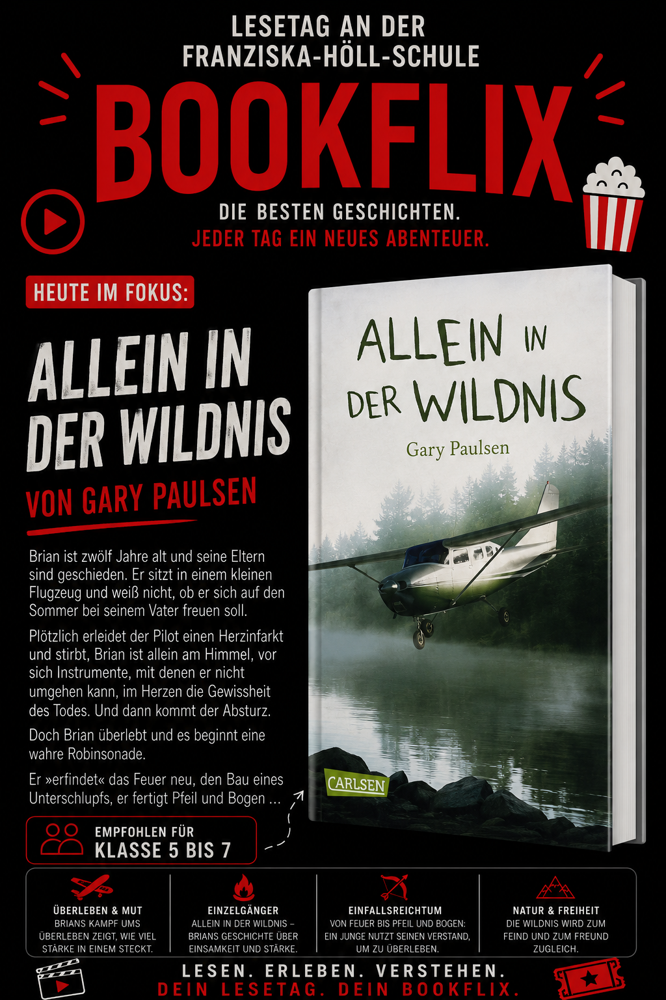 LESETAG AN DER
FRANZISKA-HÖLL-SCHULE
BOOKFLIX
DIE BESTEN GESCHICHTEN.
JEDER TAG EIN NEUES ABENTEUER.
HEUTE IM FOKUS:
ALLEIN IN
DER WILDNIS
VON GARY PAULSEN
Brian ist zwölf Jahre alt und seine Eltern
sind geschieden. Er sitzt in einem kleinen
Flugzeug und weiß nicht, ob er sich auf den
Sommer bei seinem Vater freuen soll.
Plötzlich erleidet der Pilot einen Herzinfarkt
und stirbt, Brian ist allein am Himmel, vor
sich Instrumente, mit denen er nicht
umgehen kann, im Herzen die Gewissheit
des Todes. Und dann kommt der Absturz.
Doch Brian überlebt und es beginnt eine
wahre Robinsonade.
Er »erfindet« das Feuer neu, den Bau eines
Unterschlupfs, er fertigt Pfeil und Bogen ...
ALLEIN IN
DER WILDNIS
Gary Paulsen
CARLSEN
EMPFOHLEN FÜR
KLASSE 5 BIS 7
ÜBERLEBEN & MUT
BRIANS KAMPF UMS
ÜBERLEBEN ZEIGT, WIE VIEL
STÄRKE IN EINEM STECKT.
EINZELGÄNGER
ALLEIN IN DER WILDNIS –
BRIANS GESCHICHTE ÜBER
EINSAMKEIT UND STÄRKE.
EINFALLSREICHTUM
VON FEUER BIS PFEIL UND BOGEN:
EIN JUNGE NUTZT SEINEN VERSTAND,
UM ZU ÜBERLEBEN.
NATUR & FREIHEIT
DIE WILDNIS WIRD ZUM
FEIND UND ZUM FREUND
ZUGLEICH.
LESEN. ERLEBEN. VERSTEHEN.
DEIN LESETAG. DEIN BOOKFLIX.